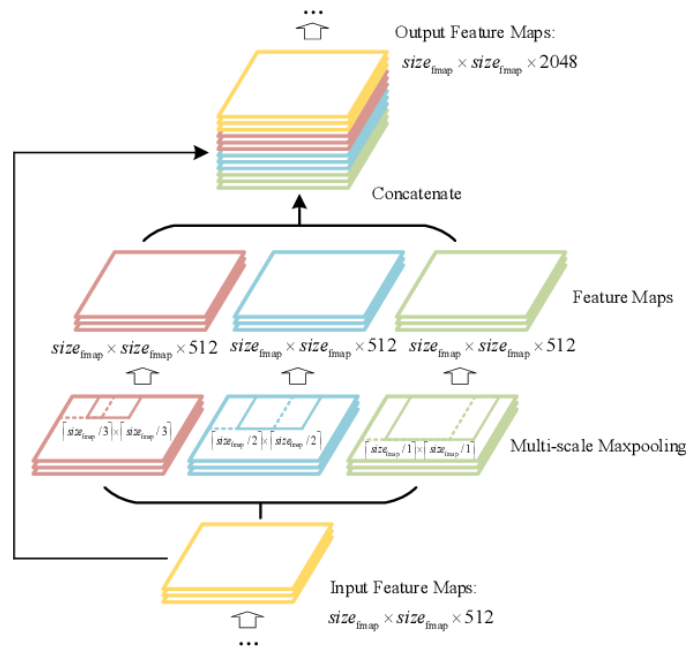 ...
Output Feature Maps:
size_fmap × size_fmap × 2048
Concatenate
Feature Maps
size_fmap × size_fmap × 512
size_fmap × size_fmap × 512
size_fmap × size_fmap × 512
⌈size_fmap /3⌉×⌈size_fmap /3⌉
⌈size_fmap /2⌉×⌈size_fmap /2⌉
⌈size_fmap /1⌉×⌈size_fmap /1⌉
Multi-scale Maxpooling
Input Feature Maps:
size_fmap × size_fmap × 512
...